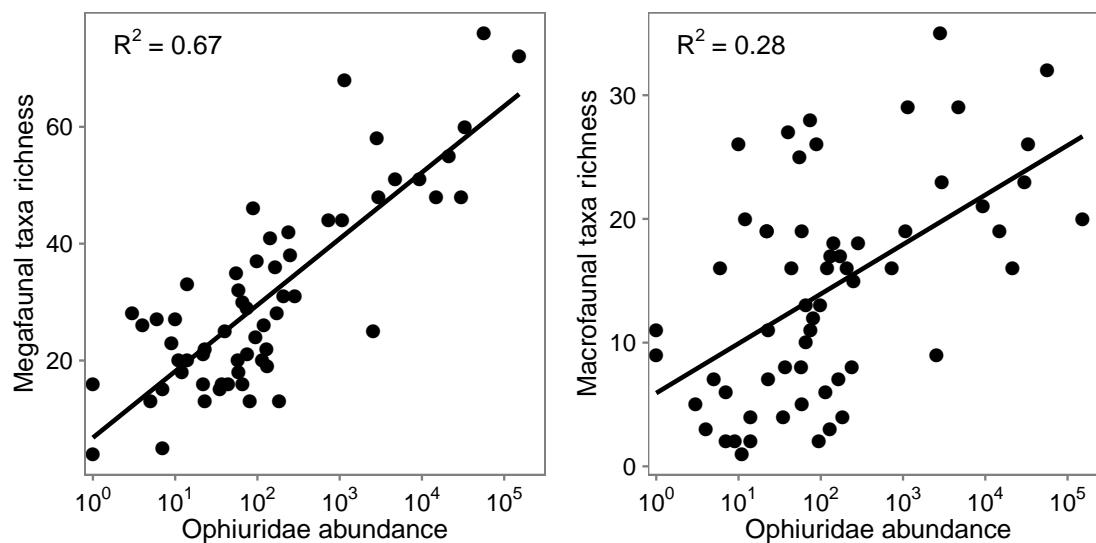 R² = 0.67
Megafaunal taxa richness
60
40
20
10⁰ 10¹ 10² 10³ 10⁴ 10⁵
Ophiuridae abundance
R² = 0.28
Macrofaunal taxa richness
30
20
10
0
10⁰ 10¹ 10² 10³ 10⁴ 10⁵
Ophiuridae abundance